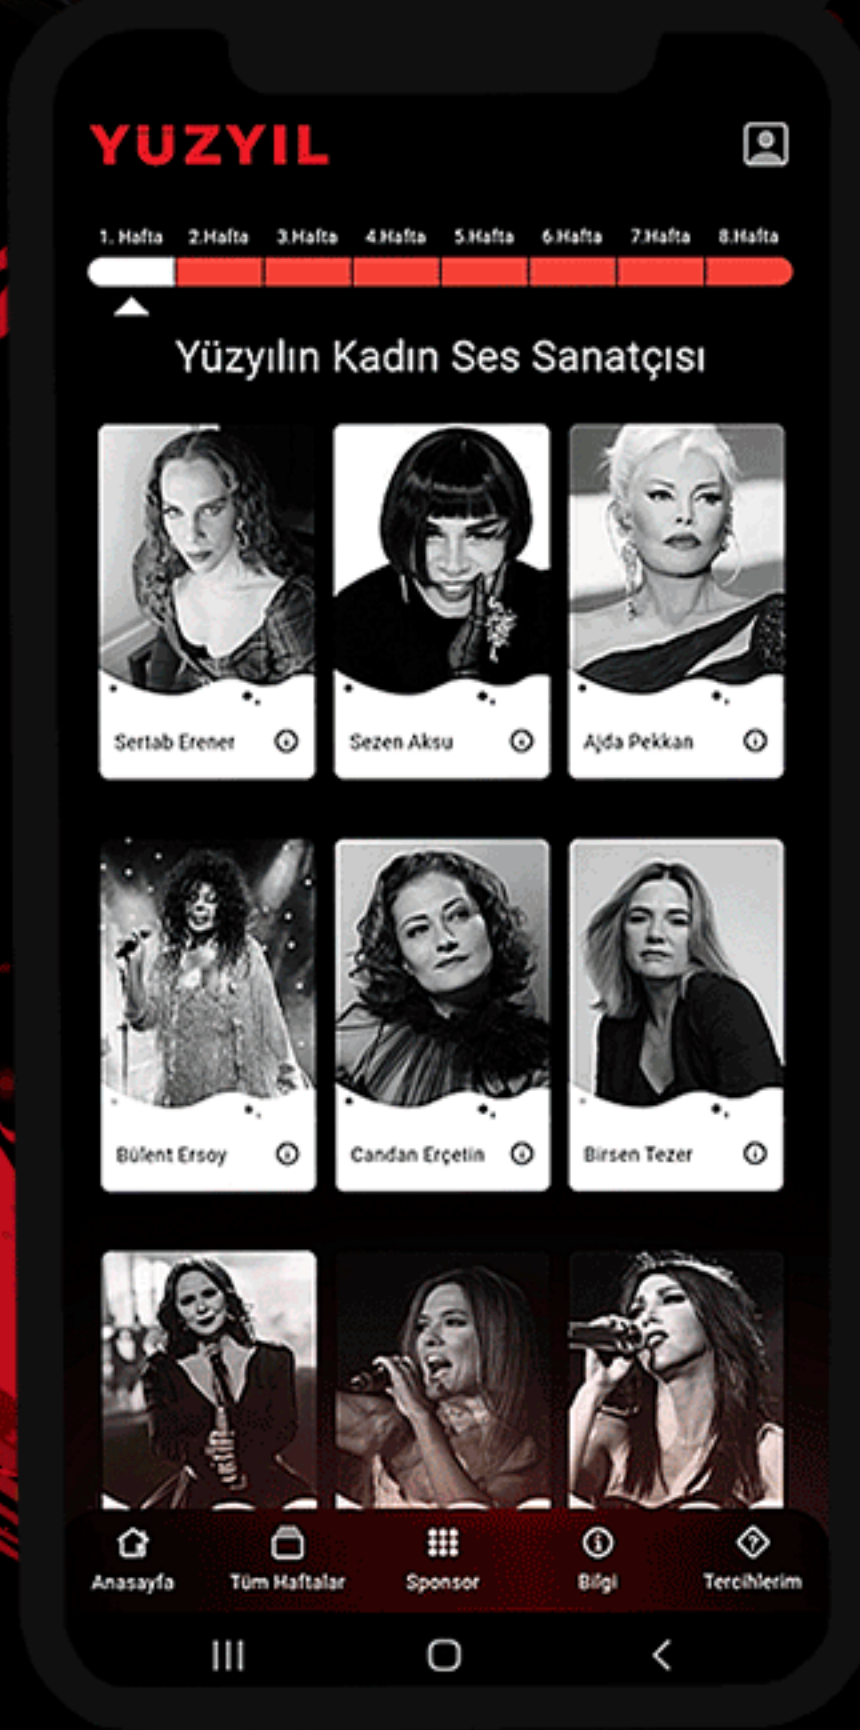 YÜZYIL
1. Hafta 2.Hafta 3.Hafta 4.Hafta 5.Hafta 6.Hafta 7.Hafta 8.Hafta
Yüzyılın Kadın Ses Sanatçısı
Sertab Erener
Sezen Aksu
Ajda Pekkan
Bülent Ersoy
Candan Erçetin
Birsen Tezer
Anasayfa
Tüm Haftalar
Sponsor
Bilgi
Tercihlerim